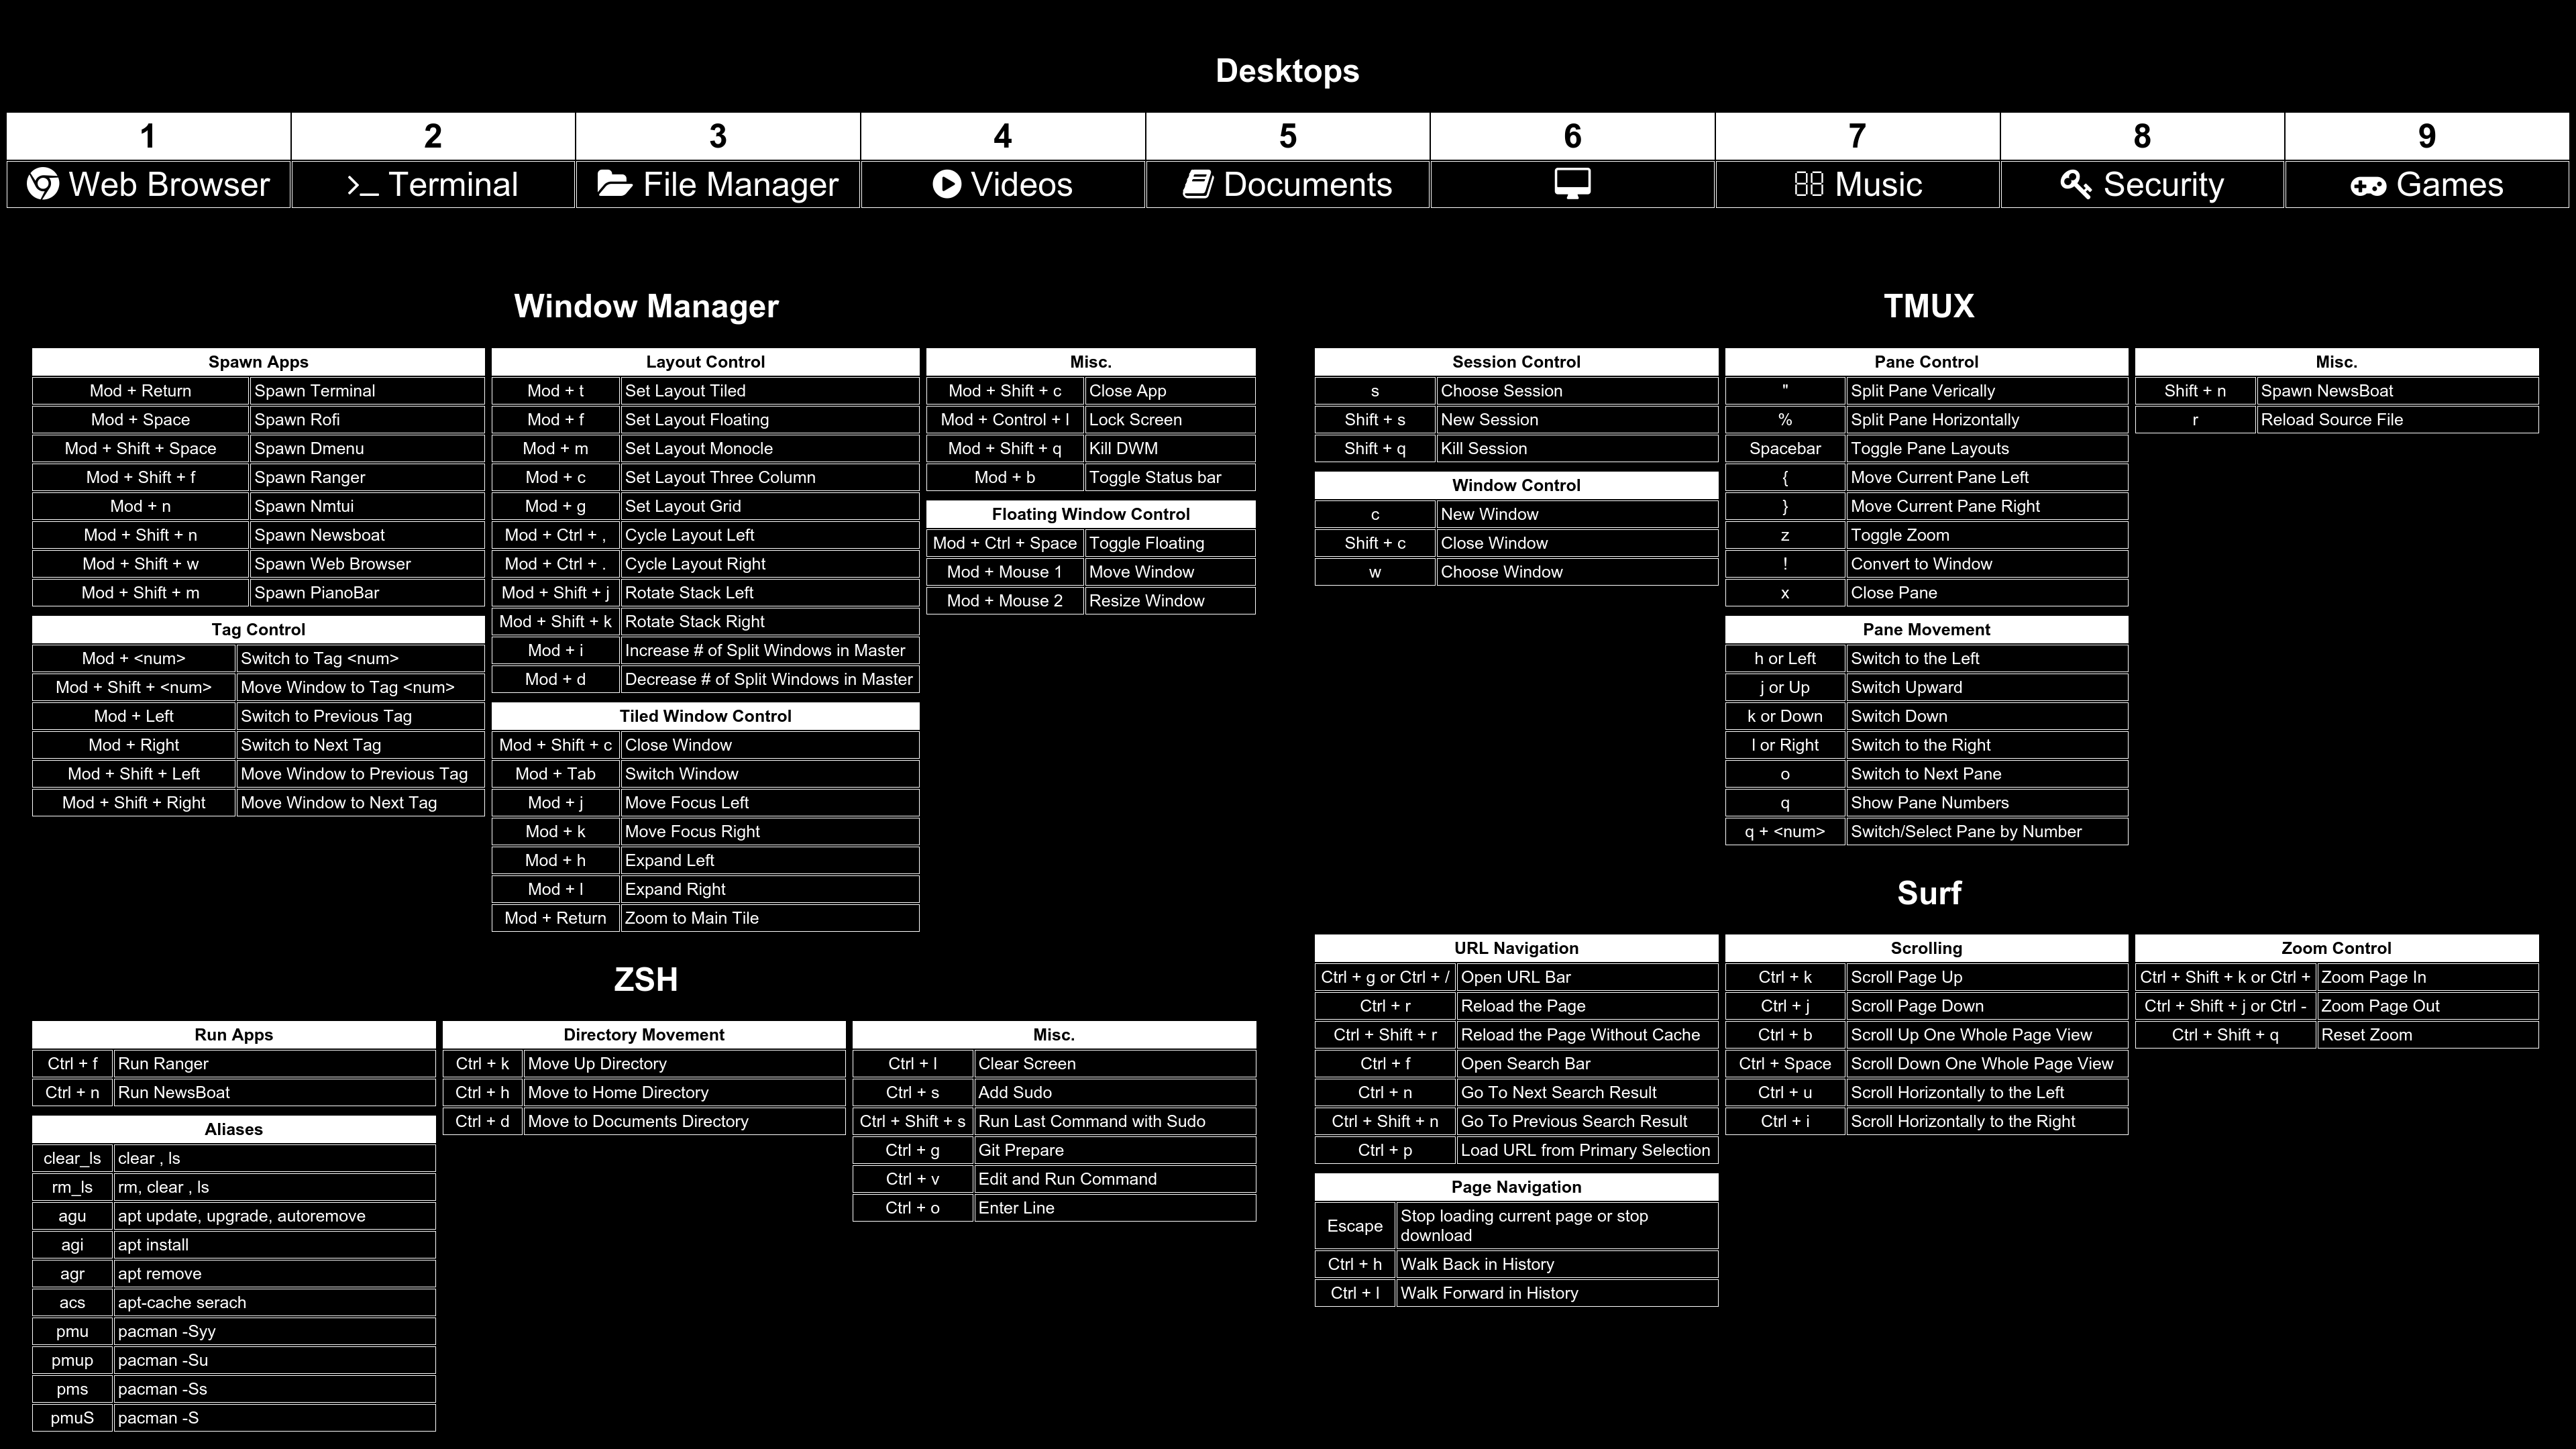 Desktops
1 2 3 4 5 6 7 8 9
Web Browser >_ Terminal File Manager Videos Documents 88 Music Security Games
Window Manager
Spawn Apps
Mod + Return Spawn Terminal
Mod + Space Spawn Rofi
Mod + Shift + Space Spawn Dmenu
Mod + Shift + f Spawn Ranger
Mod + n Spawn Nmtui
Mod + Shift + n Spawn Newsboat
Mod + Shift + w Spawn Web Browser
Mod + Shift + m Spawn PianoBar
Tag Control
Mod + <num> Switch to Tag <num>
Mod + Shift + <num> Move Window to Tag <num>
Mod + Left Switch to Previous Tag
Mod + Right Switch to Next Tag
Mod + Shift + Left Move Window to Previous Tag
Mod + Shift + Right Move Window to Next Tag
Layout Control
Mod + t Set Layout Tiled
Mod + f Set Layout Floating
Mod + m Set Layout Monocle
Mod + c Set Layout Three Column
Mod + g Set Layout Grid
Mod + Ctrl + , Cycle Layout Left
Mod + Ctrl + . Cycle Layout Right
Mod + Shift + j Rotate Stack Left
Mod + Shift + k Rotate Stack Right
Mod + i Increase # of Split Windows in Master
Mod + d Decrease # of Split Windows in Master
Tiled Window Control
Mod + Shift + c Close Window
Mod + Tab Switch Window
Mod + j Move Focus Left
Mod + k Move Focus Right
Mod + h Expand Left
Mod + l Expand Right
Mod + Return Zoom to Main Tile
Misc.
Mod + Shift + c Close App
Mod + Control + l Lock Screen
Mod + Shift + q Kill DWM
Mod + b Toggle Status bar
Floating Window Control
Mod + Ctrl + Space Toggle Floating
Mod + Mouse 1 Move Window
Mod + Mouse 2 Resize Window
ZSH
Run Apps
Ctrl + f Run Ranger
Ctrl + n Run NewsBoat
Aliases
clear_ls clear , ls
rm_ls rm, clear , ls
agu apt update, upgrade, autoremove
agi apt install
agr apt remove
acs apt-cache serach
pmu pacman -Syy
pmup pacman -Su
pms pacman -Ss
pmuS pacman -S
Directory Movement
Ctrl + k Move Up Directory
Ctrl + h Move to Home Directory
Ctrl + d Move to Documents Directory
Misc.
Ctrl + l Clear Screen
Ctrl + s Add Sudo
Ctrl + Shift + s Run Last Command with Sudo
Ctrl + g Git Prepare
Ctrl + v Edit and Run Command
Ctrl + o Enter Line
TMUX
Session Control
s Choose Session
Shift + s New Session
Shift + q Kill Session
Window Control
c New Window
Shift + c Close Window
w Choose Window
Pane Control
" Split Pane Verically
% Split Pane Horizontally
Spacebar Toggle Pane Layouts
{ Move Current Pane Left
} Move Current Pane Right
z Toggle Zoom
! Convert to Window
x Close Pane
Pane Movement
h or Left Switch to the Left
j or Up Switch Upward
k or Down Switch Down
l or Right Switch to the Right
o Switch to Next Pane
q Show Pane Numbers
q + <num> Switch/Select Pane by Number
Misc.
Shift + n Spawn NewsBoat
r Reload Source File
Surf
URL Navigation
Ctrl + g or Ctrl + / Open URL Bar
Ctrl + r Reload the Page
Ctrl + Shift + r Reload the Page Without Cache
Ctrl + f Open Search Bar
Ctrl + n Go To Next Search Result
Ctrl + Shift + n Go To Previous Search Result
Ctrl + p Load URL from Primary Selection
Page Navigation
Escape Stop loading current page or stop
download
Ctrl + h Walk Back in History
Ctrl + l Walk Forward in History
Scrolling
Ctrl + k Scroll Page Up
Ctrl + j Scroll Page Down
Ctrl + b Scroll Up One Whole Page View
Ctrl + Space Scroll Down One Whole Page View
Ctrl + u Scroll Horizontally to the Left
Ctrl + i Scroll Horizontally to the Right
Zoom Control
Ctrl + Shift + k or Ctrl + Zoom Page In
Ctrl + Shift + j or Ctrl - Zoom Page Out
Ctrl + Shift + q Reset Zoom